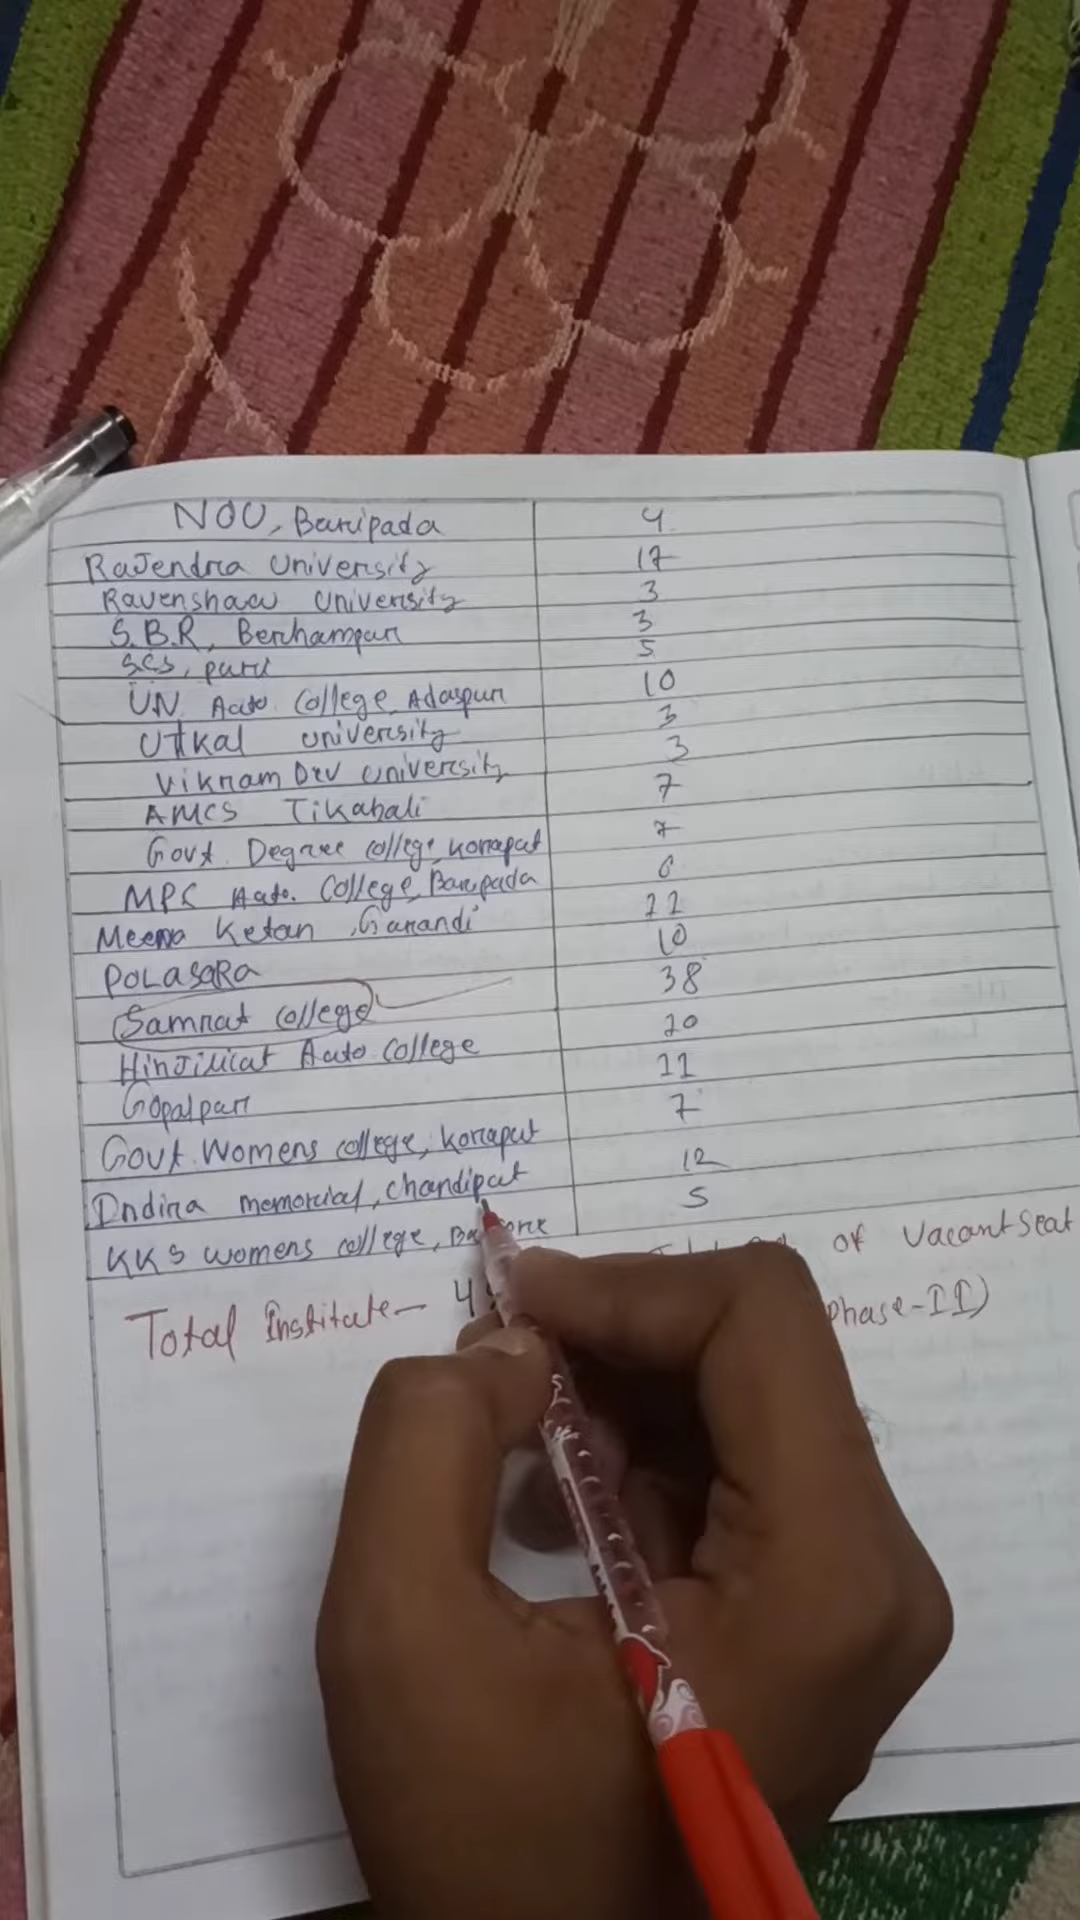 NOU, Baripada 4
Rajendra University 17
Ravenshaw University 3
S.B.R, Berhampur 3
SCS, puri 5
UN. Auto. College, Adaspur 10
Utkal University 3
Vikram Dev University 3
AMCS Tikabali 7
Govt. Degree College, Koraput 7
MPC Auto. College, Baripada 6
Meena Ketan, Garandi 22
POLASARA 10
Samrat College 38
Hinjilicat Auto College 20
Gopalpur 11
Govt. Womens College, Koraput 7
Indira memorial, Chandiput 12
KKS womens college, 5
of Vacant Seat
Total Institute- phase-II)